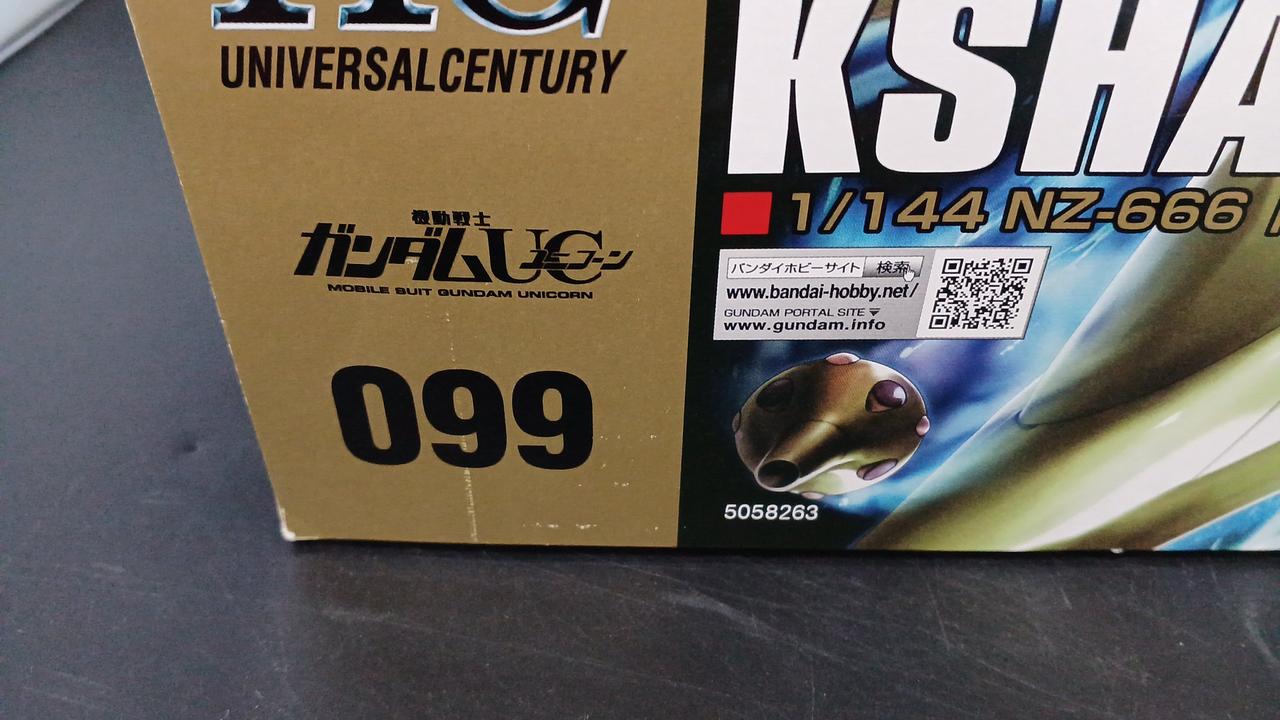 HG
UNIVERSALCENTURY
機動戦士
ガンダムUC
ユニコーン
MOBILE SUIT GUNDAM UNICORN
099
KSHA
1/144 NZ-666
バンダイホビーサイト 検索
www.bandai-hobby.net/
GUNDAM PORTAL SITE ▼
www.gundam.info
5058263